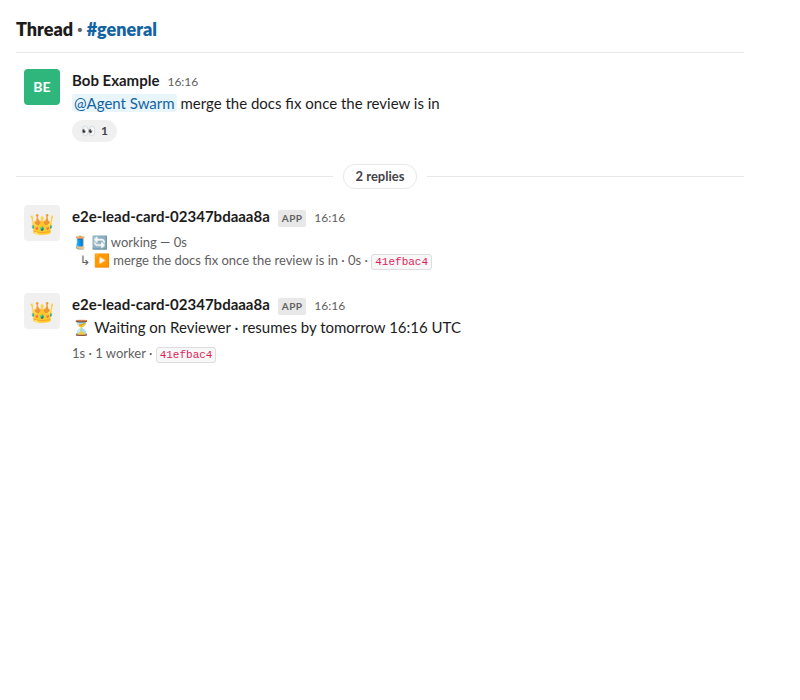 Thread • #general
BE
Bob Example 16:16
@Agent Swarm merge the docs fix once the review is in
👀 1
2 replies
e2e-lead-card-02347bdaaa8a APP 16:16
🧵 🔄 working — 0s
↳ ▶️ merge the docs fix once the review is in · 0s · 41efbac4
e2e-lead-card-02347bdaaa8a APP 16:16
⏳ Waiting on Reviewer · resumes by tomorrow 16:16 UTC
1s · 1 worker · 41efbac4